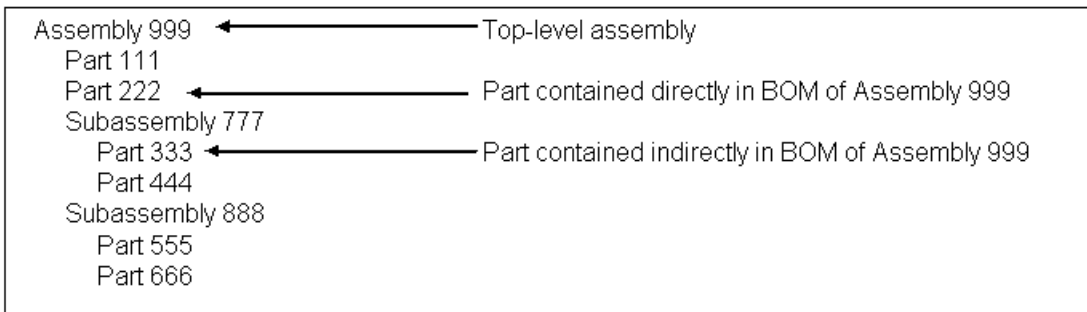 Assembly 999 Top-level assembly
Part 111
Part 222 Part contained directly in BOM of Assembly 999
Subassembly 777
Part 333 Part contained indirectly in BOM of Assembly 999
Part 444
Subassembly 888
Part 555
Part 666